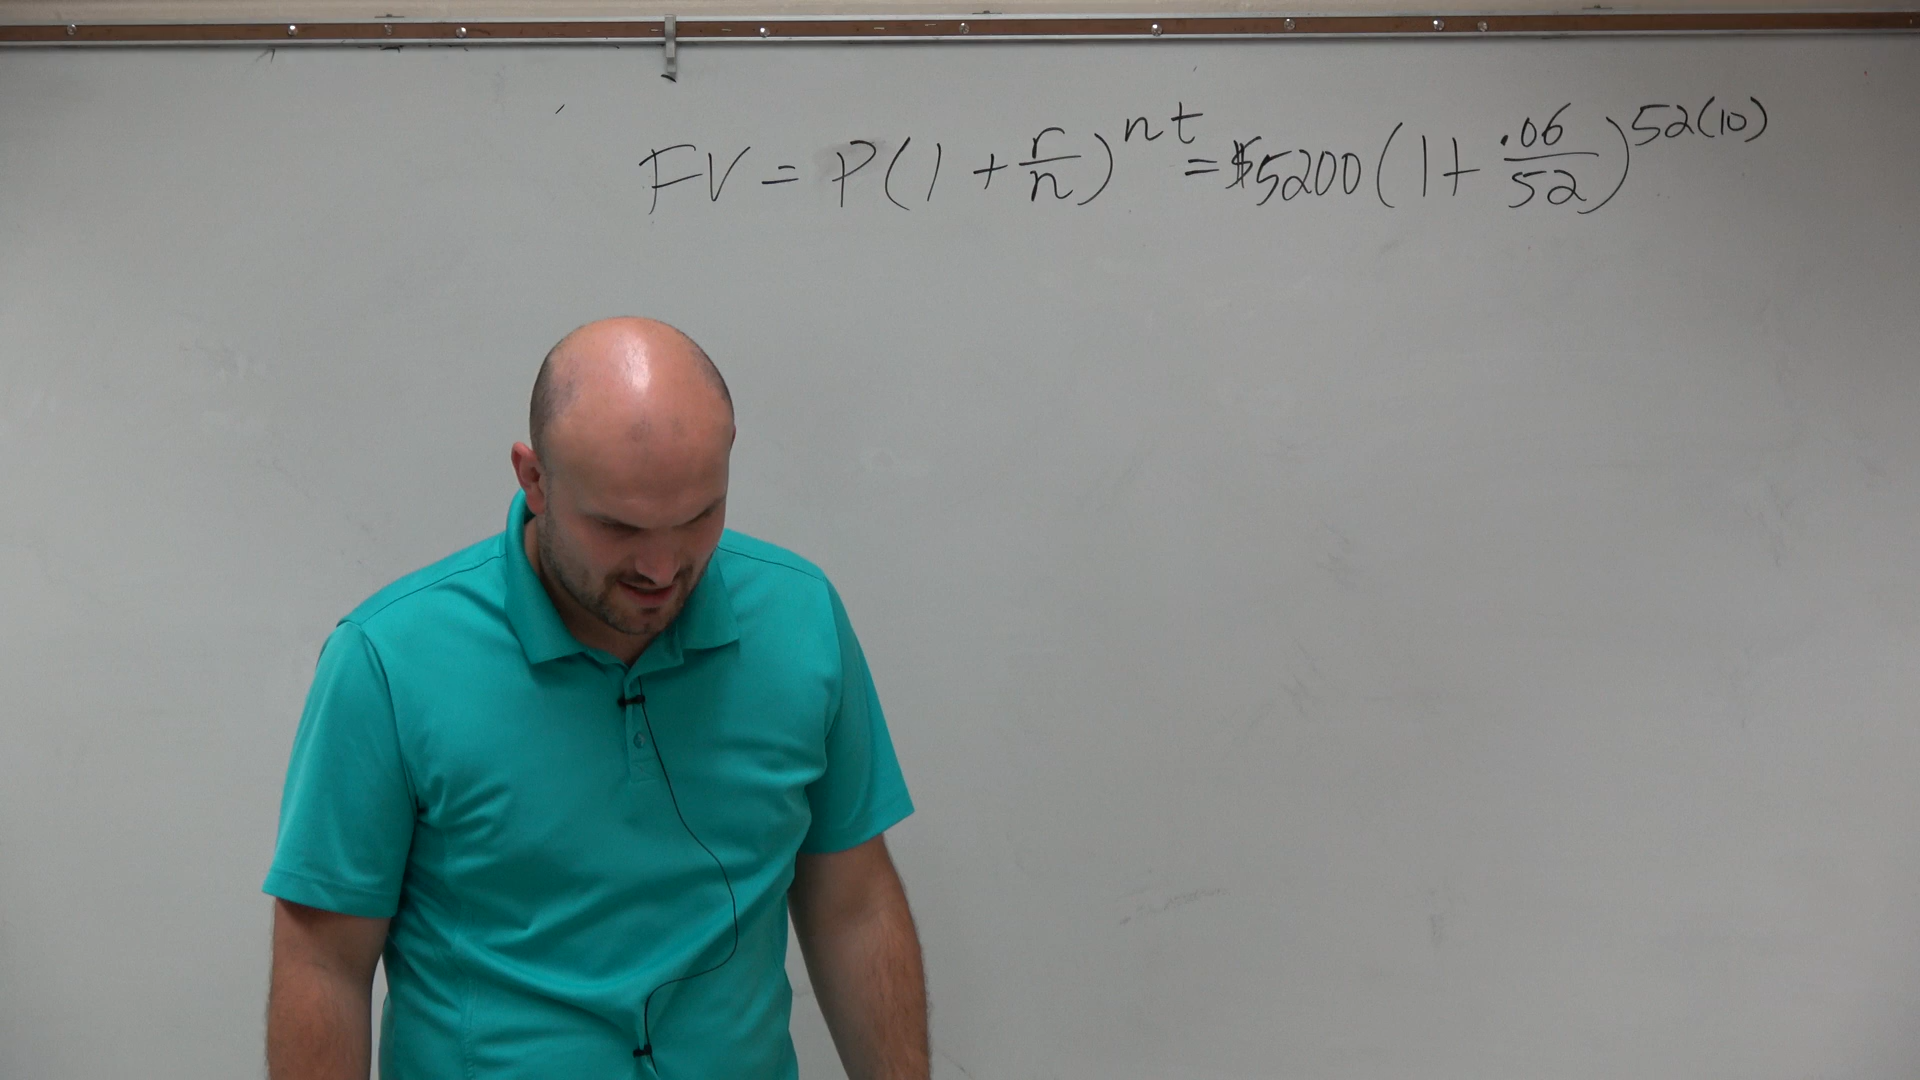 FV = P(1 + r/n)^nt = $5200(1 + .06/52)^52(10)